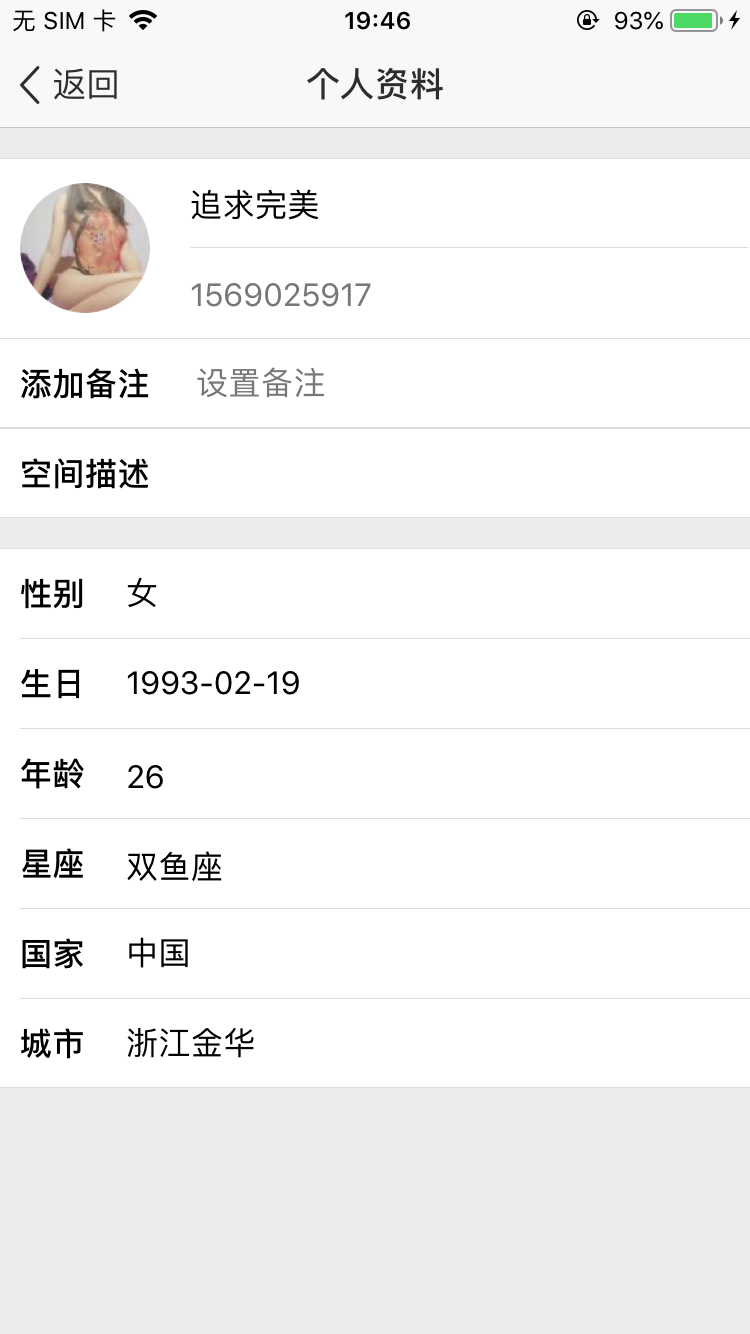 无 SIM 卡 19:46 93%
返回 个人资料
追求完美
1569025917
添加备注 设置备注
空间描述
性别 女
生日 1993-02-19
年龄 26
星座 双鱼座
国家 中国
城市 浙江金华